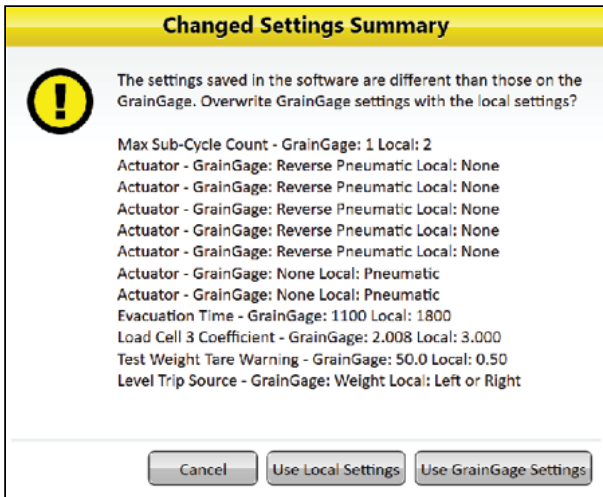 Changed Settings Summary
The settings saved in the software are different than those on the
GrainGage. Overwrite GrainGage settings with the local settings?
Max Sub-Cycle Count - GrainGage: 1 Local: 2
Actuator - GrainGage: Reverse Pneumatic Local: None
Actuator - GrainGage: Reverse Pneumatic Local: None
Actuator - GrainGage: Reverse Pneumatic Local: None
Actuator - GrainGage: Reverse Pneumatic Local: None
Actuator - GrainGage: Reverse Pneumatic Local: None
Actuator - GrainGage: None Local: Pneumatic
Actuator - GrainGage: None Local: Pneumatic
Evacuation Time - GrainGage: 1100 Local: 1800
Load Cell 3 Coefficient - GrainGage: 2.008 Local: 3.000
Test Weight Tare Warning - GrainGage: 50.0 Local: 0.50
Level Trip Source - GrainGage: Weight Local: Left or Right
Cancel Use Local Settings Use GrainGage Settings